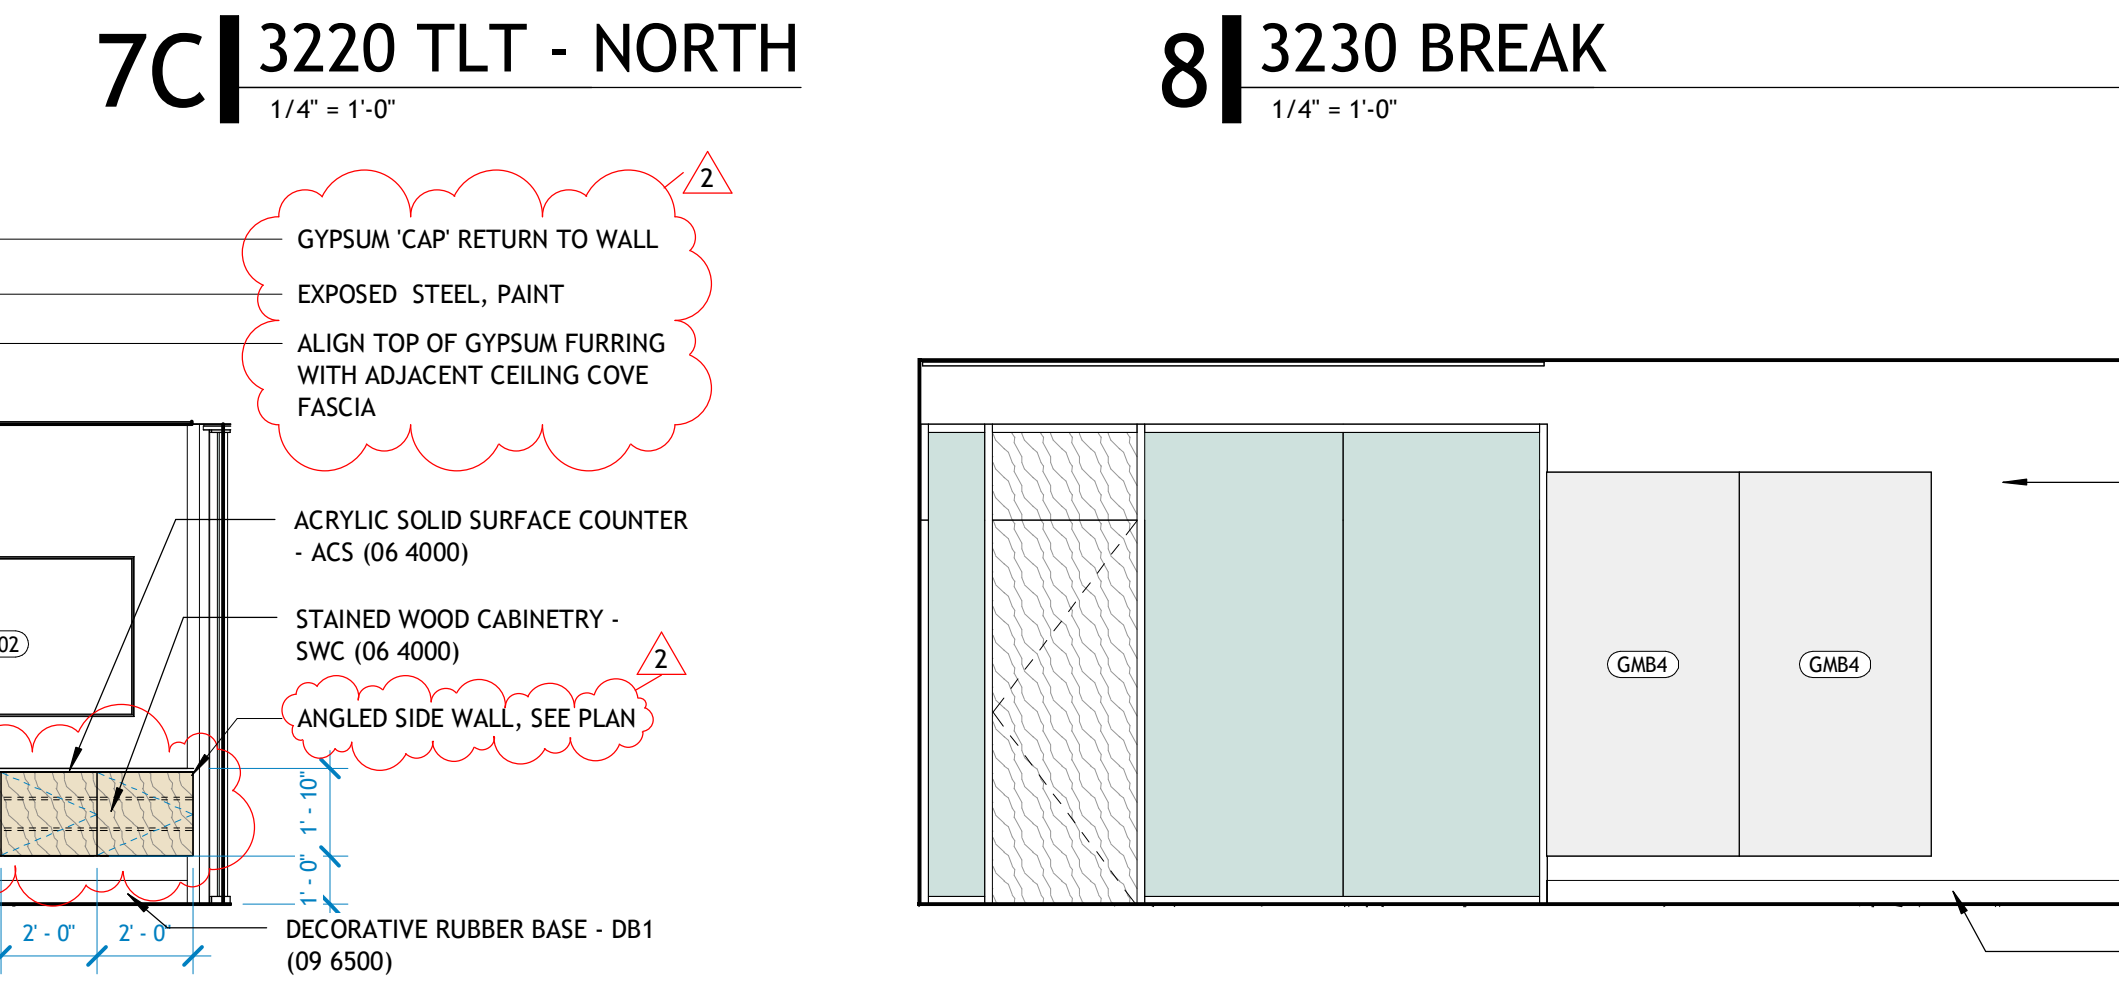 7C
3220 TLT - NORTH
1/4" = 1'-0"
8
3230 BREAK
1/4" = 1'-0"
2
GYPSUM 'CAP' RETURN TO WALL
EXPOSED STEEL, PAINT
ALIGN TOP OF GYPSUM FURRING
WITH ADJACENT CEILING COVE
FASCIA
ACRYLIC SOLID SURFACE COUNTER
- ACS (06 4000)
STAINED WOOD CABINETRY -
SWC (06 4000)
2
02
ANGLED SIDE WALL, SEE PLAN
1' - 10"
1' - 0"
2' - 0"
2' - 0"
DECORATIVE RUBBER BASE - DB1
(09 6500)
GMB4
GMB4